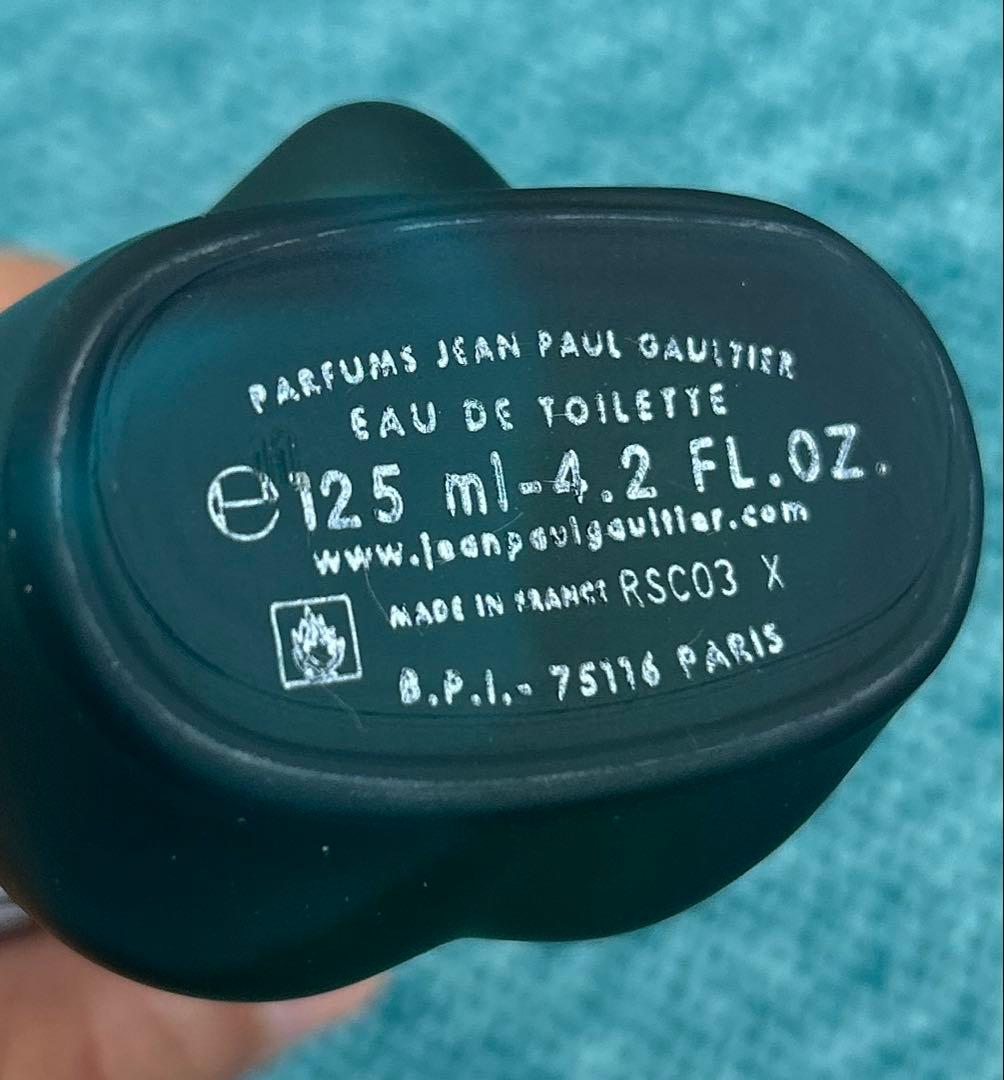 PARFUMS JEAN PAUL GAULTIER
EAU DE TOILETTE
℮ 125 ml-4.2 FL.OZ.
www.jeanpaulgaultier.com
MADE IN FRANCE RSC03 X
B.P.I.- 75116 PARIS